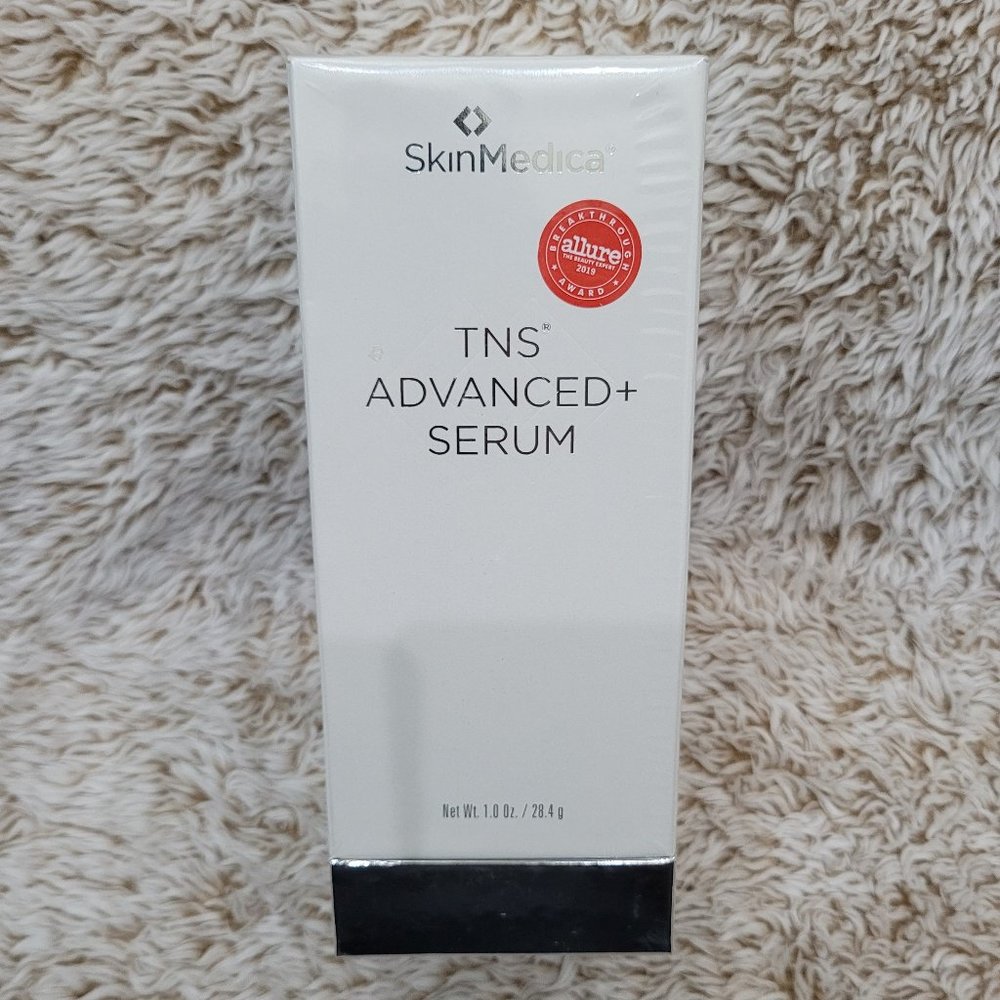 SkinMedica®
BREAKTHROUGH
allure
THE BEAUTY EXPERT
2019
AWARD
TNS®
ADVANCED+
SERUM
Net Wt. 1.0 Oz. / 28.4 g